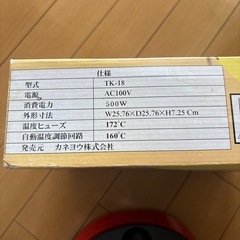 仕様
型式 TK-18
電源 AC100V
消費電力 500W
外形寸法 W25.76×D25.76×H7.25 Cm
温度ヒューズ 172℃
自動温度調節回路 160℃
発売元 カネヨウ株式会社